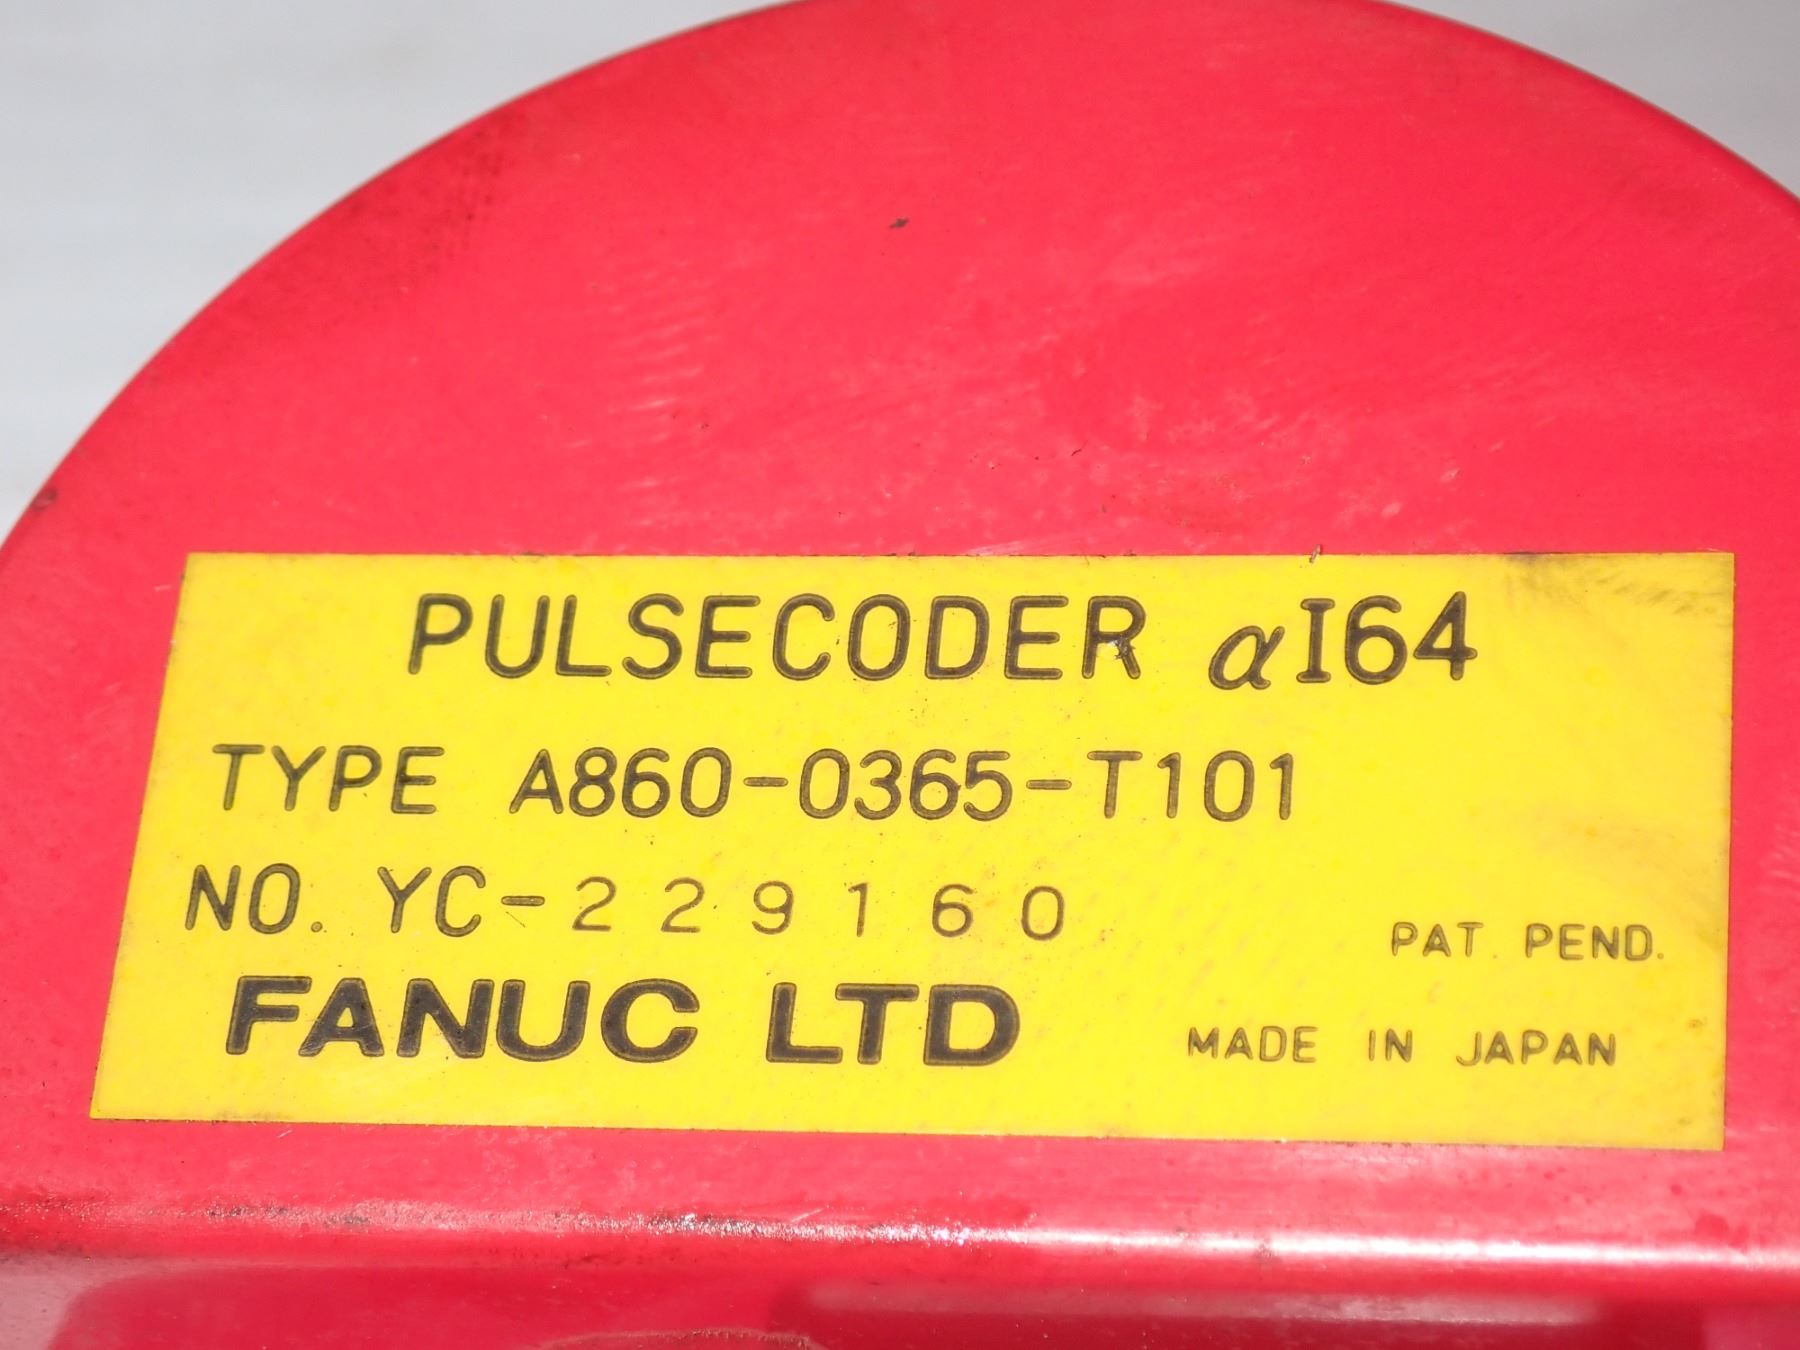 PULSECODER αI64
TYPE A860-0365-T101
NO. YC-229160
PAT. PEND.
FANUC LTD
MADE IN JAPAN